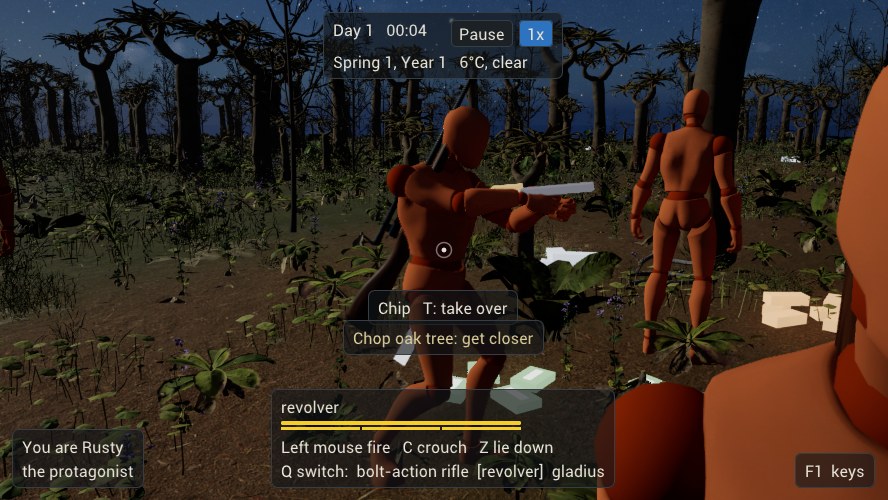 Day 1 00:04 Pause 1x
Spring 1, Year 1 6°C, clear
Chip T: take over
Chop oak tree: get closer
revolver
Left mouse fire C crouch Z lie down
Q switch: bolt-action rifle [revolver] gladius
You are Rusty
the protagonist
F1 keys